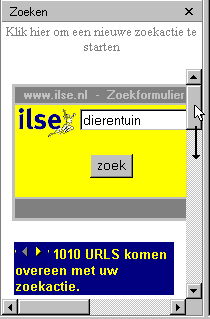 Zoeken
Klik hier om een nieuwe zoekactie te
starten
www.ilse.nl - Zoekformulier
ilse
dierentuin
zoek
1010 URLS komen
overeen met uw
zoekactie.